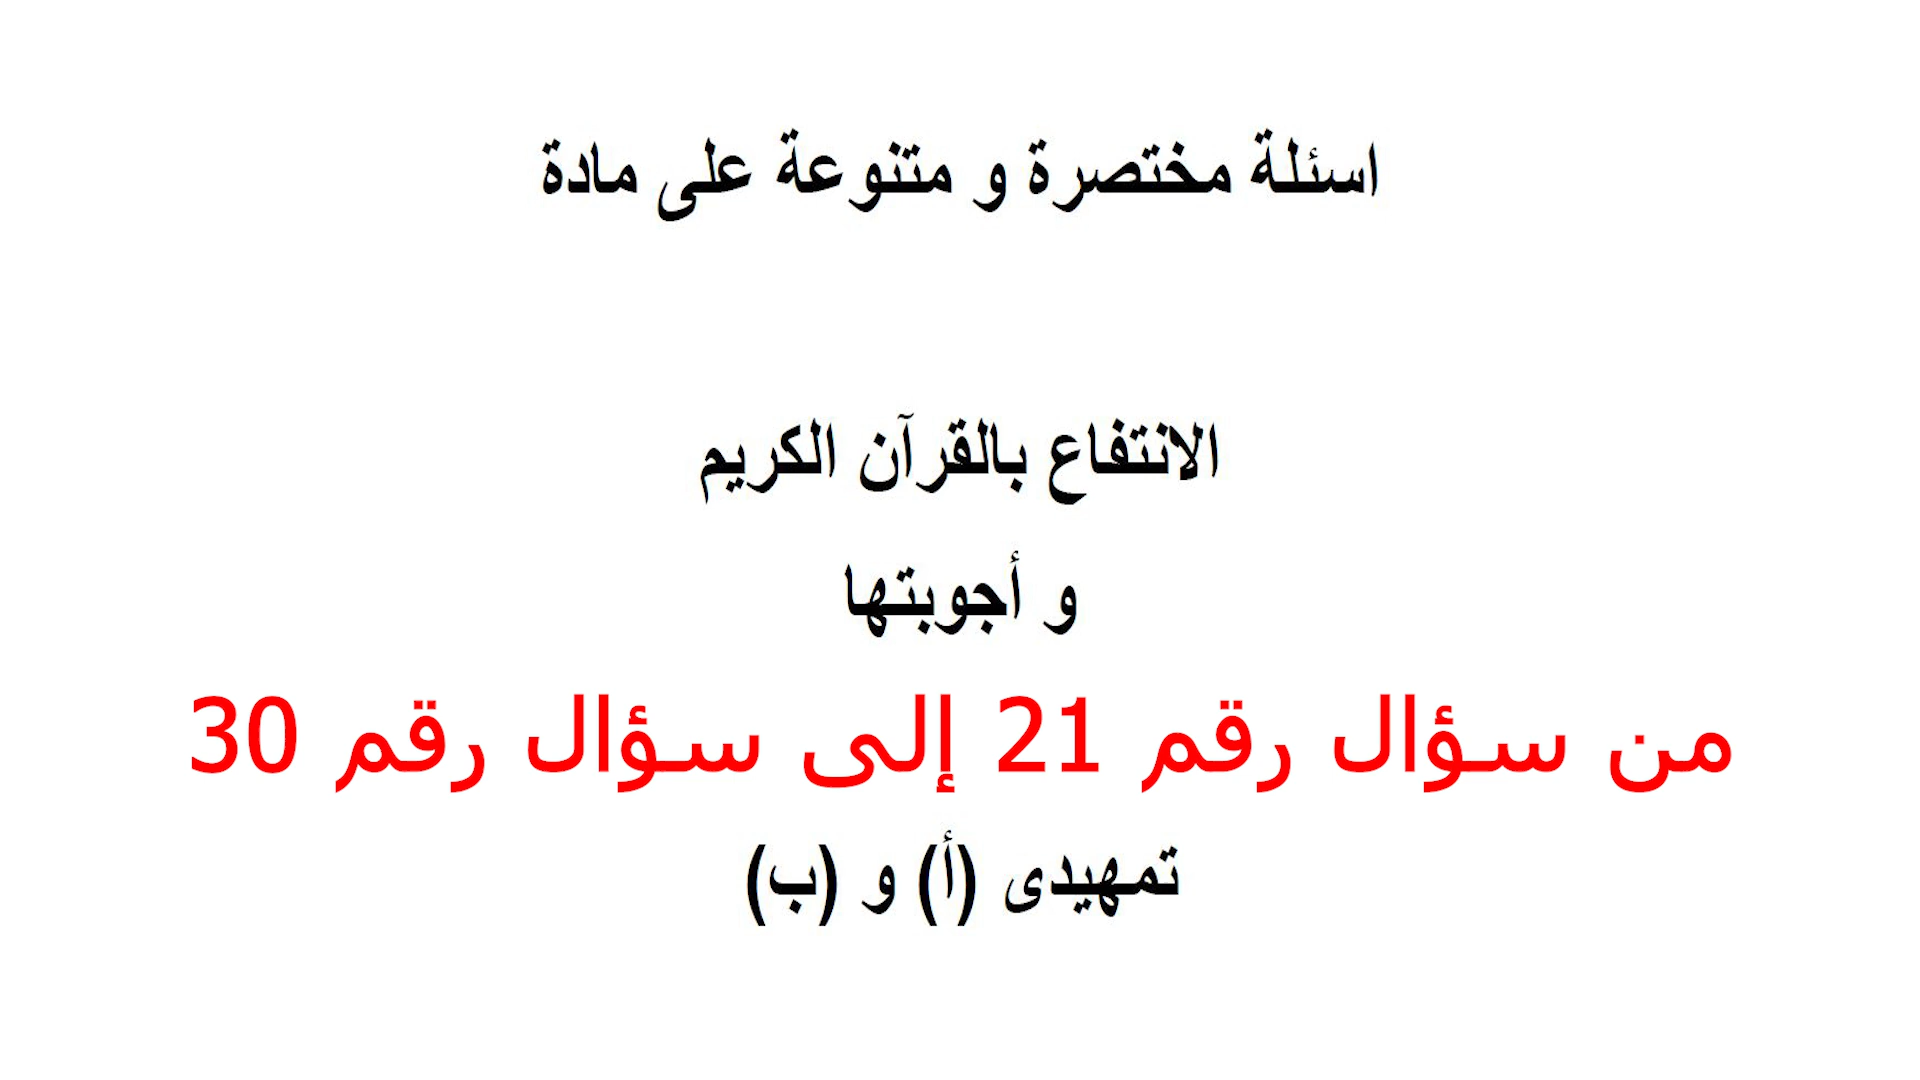 اسئلة مختصرة و متنوعة على مادة
الانتفاع بالقرآن الكريم
و أجوبتها
من سؤال رقم 21 إلى سؤال رقم 30
تمهيدى (أ) و (ب)